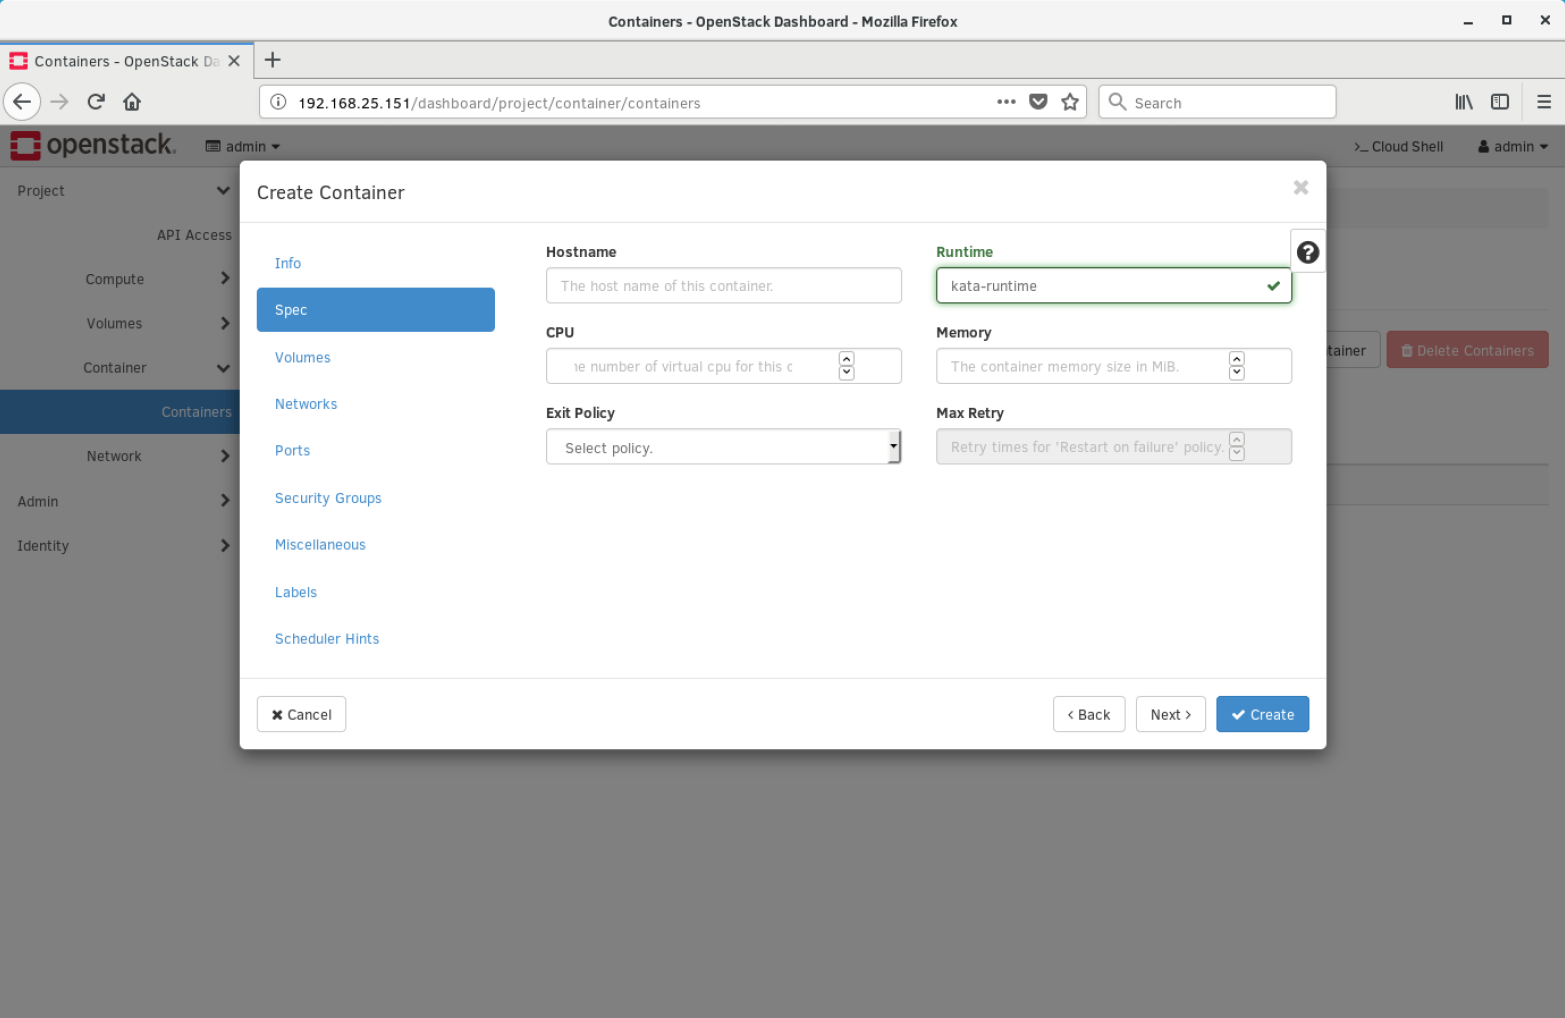 Containers - OpenStack Dashboard - Mozilla Firefox
Containers - OpenStack Da
192.168.25.151/dashboard/project/container/containers
Search
openstack.
admin
>_ Cloud Shell
admin
Project
API Access
Compute
Volumes
Container
Containers
Network
Admin
Identity
tainer
Delete Containers
Create Container
Info
Spec
Volumes
Networks
Ports
Security Groups
Miscellaneous
Labels
Scheduler Hints
Hostname
The host name of this container.
Runtime
kata-runtime
CPU
ne number of virtual cpu for this c
Memory
The container memory size in MiB.
Exit Policy
Select policy.
Max Retry
Retry times for 'Restart on failure' policy.
Cancel
< Back
Next >
Create